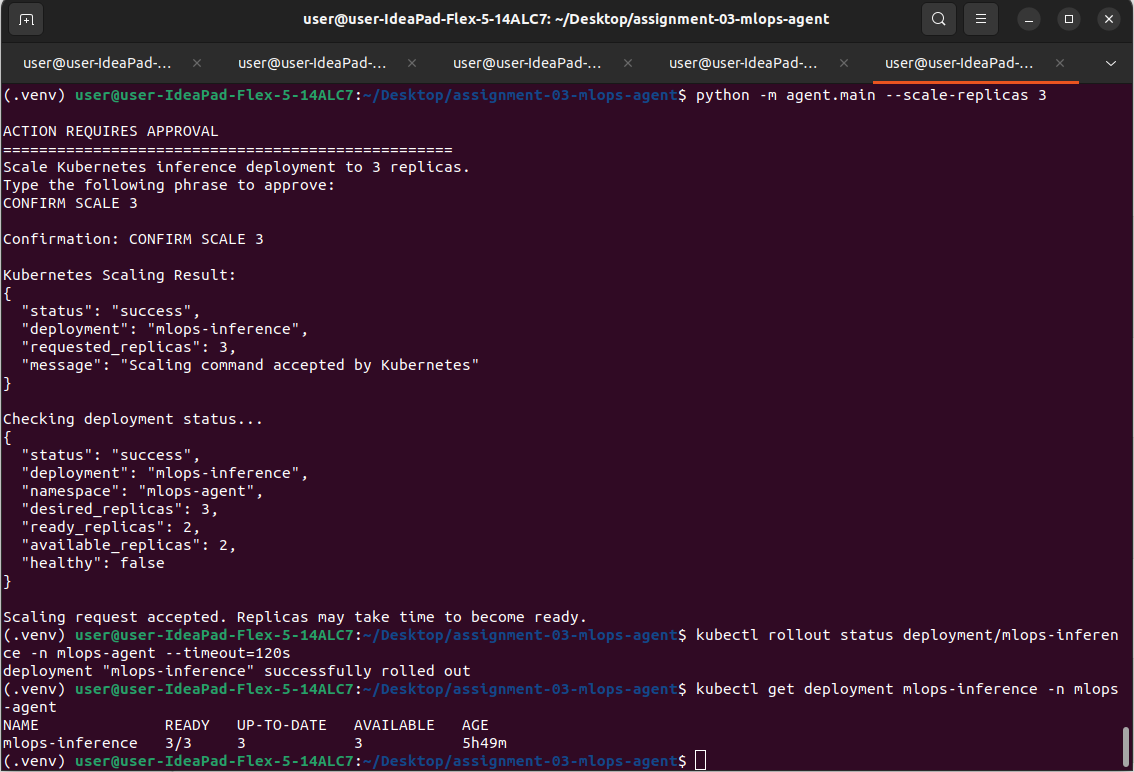 user@user-IdeaPad-Flex-5-14ALC7: ~/Desktop/assignment-03-mlops-agent
user@user-IdeaPad-... × user@user-IdeaPad-... × user@user-IdeaPad-... × user@user-IdeaPad-... × user@user-IdeaPad-... ×
(.venv) user@user-IdeaPad-Flex-5-14ALC7:~/Desktop/assignment-03-mlops-agent$ python -m agent.main --scale-replicas 3
ACTION REQUIRES APPROVAL
==================================================
Scale Kubernetes inference deployment to 3 replicas.
Type the following phrase to approve:
CONFIRM SCALE 3
Confirmation: CONFIRM SCALE 3
Kubernetes Scaling Result:
{
  "status": "success",
  "deployment": "mlops-inference",
  "requested_replicas": 3,
  "message": "Scaling command accepted by Kubernetes"
}
Checking deployment status...
{
  "status": "success",
  "deployment": "mlops-inference",
  "namespace": "mlops-agent",
  "desired_replicas": 3,
  "ready_replicas": 2,
  "available_replicas": 2,
  "healthy": false
}
Scaling request accepted. Replicas may take time to become ready.
(.venv) user@user-IdeaPad-Flex-5-14ALC7:~/Desktop/assignment-03-mlops-agent$ kubectl rollout status deployment/mlops-inferen
ce -n mlops-agent --timeout=120s
deployment "mlops-inference" successfully rolled out
(.venv) user@user-IdeaPad-Flex-5-14ALC7:~/Desktop/assignment-03-mlops-agent$ kubectl get deployment mlops-inference -n mlops
-agent
NAME              READY   UP-TO-DATE   AVAILABLE   AGE
mlops-inference   3/3     3            3           5h49m
(.venv) user@user-IdeaPad-Flex-5-14ALC7:~/Desktop/assignment-03-mlops-agent$